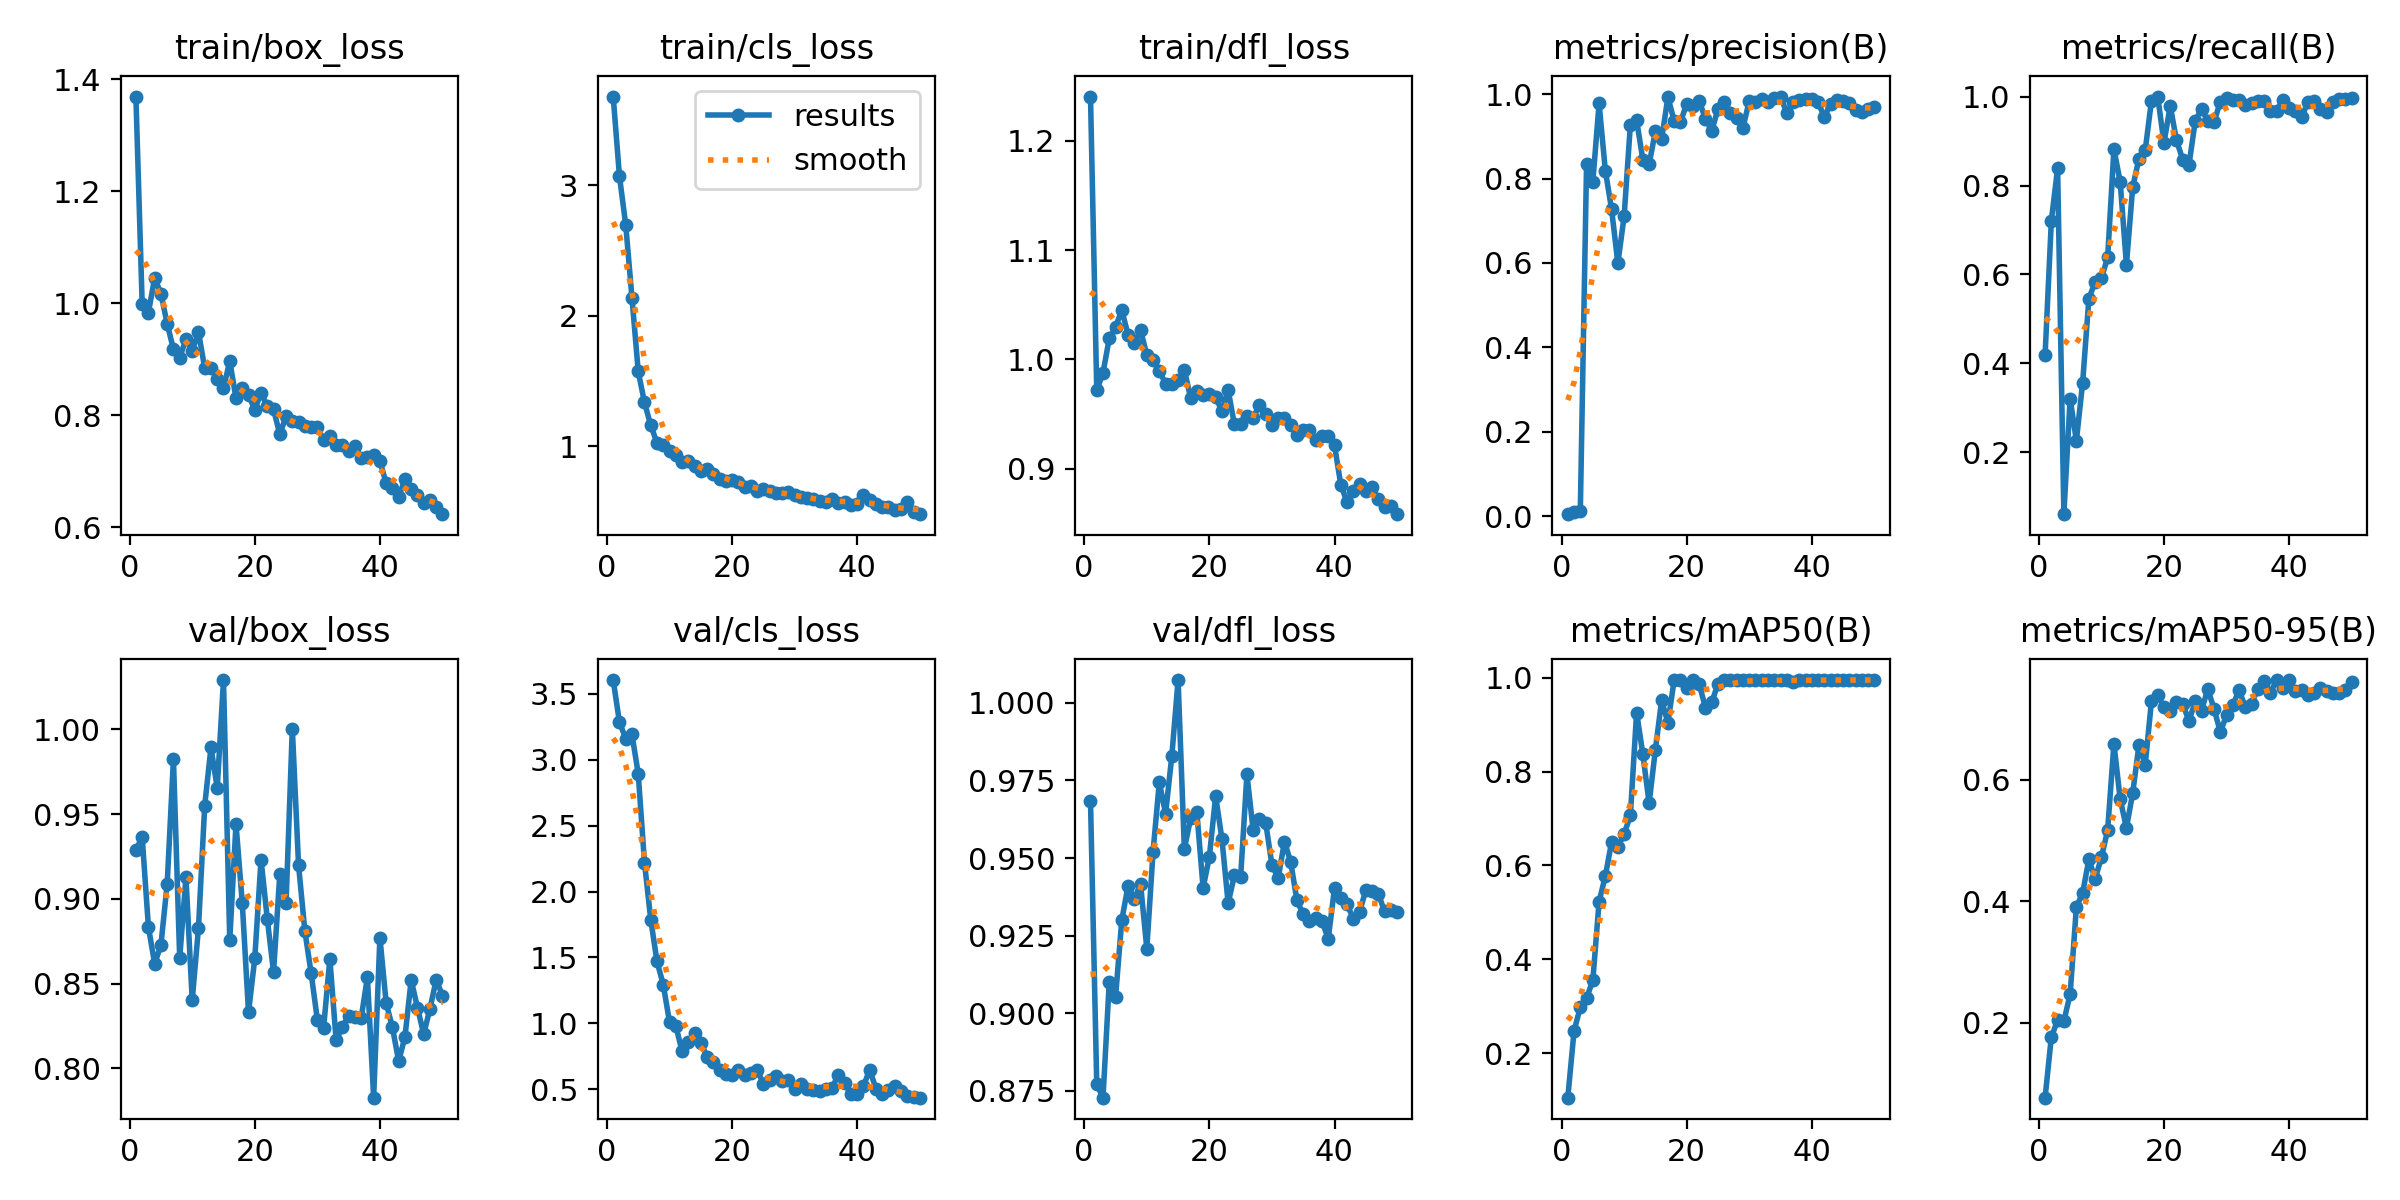 train/box_loss
1.4
1.2
1.0
0.8
0.6
0 20 40
train/cls_loss
results
smooth
3
2
1
0 20 40
train/dfl_loss
1.2
1.1
1.0
0.9
0 20 40
metrics/precision(B)
1.0
0.8
0.6
0.4
0.2
0.0
0 20 40
metrics/recall(B)
1.0
0.8
0.6
0.4
0.2
0 20 40
val/box_loss
1.00
0.95
0.90
0.85
0.80
0 20 40
val/cls_loss
3.5
3.0
2.5
2.0
1.5
1.0
0.5
0 20 40
val/dfl_loss
1.000
0.975
0.950
0.925
0.900
0.875
0 20 40
metrics/mAP50(B)
1.0
0.8
0.6
0.4
0.2
0 20 40
metrics/mAP50-95(B)
0.6
0.4
0.2
0 20 40